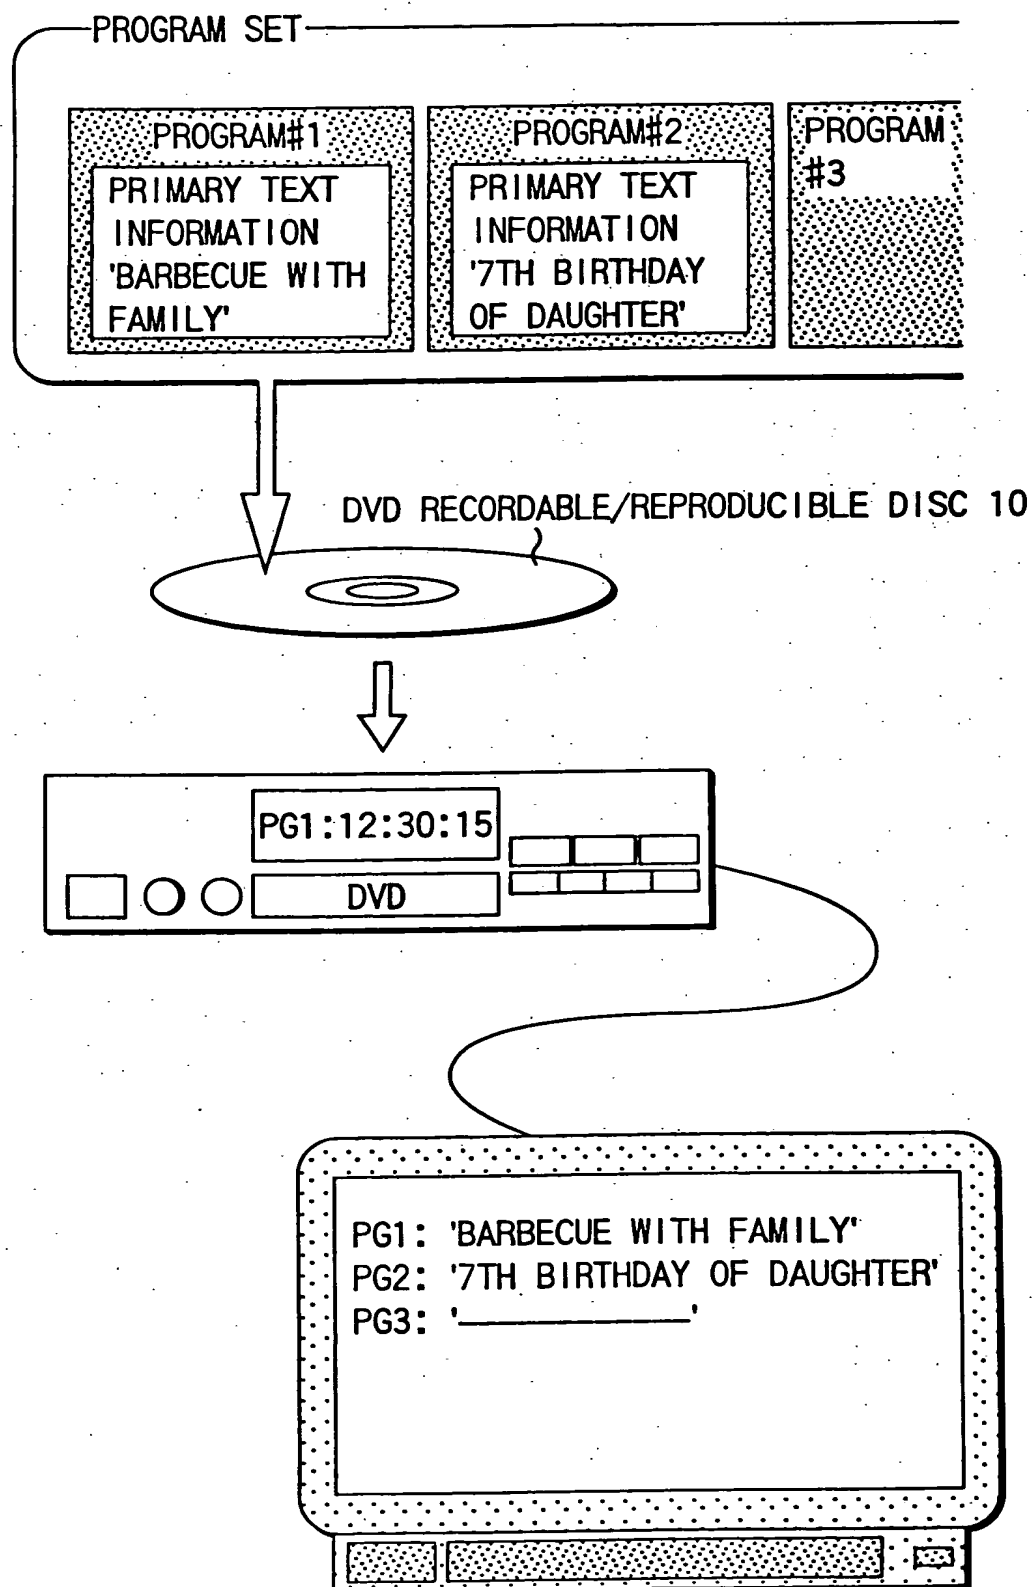 PROGRAM SET
PROGRAM#1
PRIMARY TEXT
INFORMATION
'BARBECUE WITH
FAMILY'
PROGRAM#2
PRIMARY TEXT
INFORMATION
'7TH BIRTHDAY
OF DAUGHTER'
PROGRAM
#3
DVD RECORDABLE/REPRODUCIBLE DISC 10
PG1:12:30:15
DVD
PG1: 'BARBECUE WITH FAMILY'
PG2: '7TH BIRTHDAY OF DAUGHTER'
PG3: '___________'